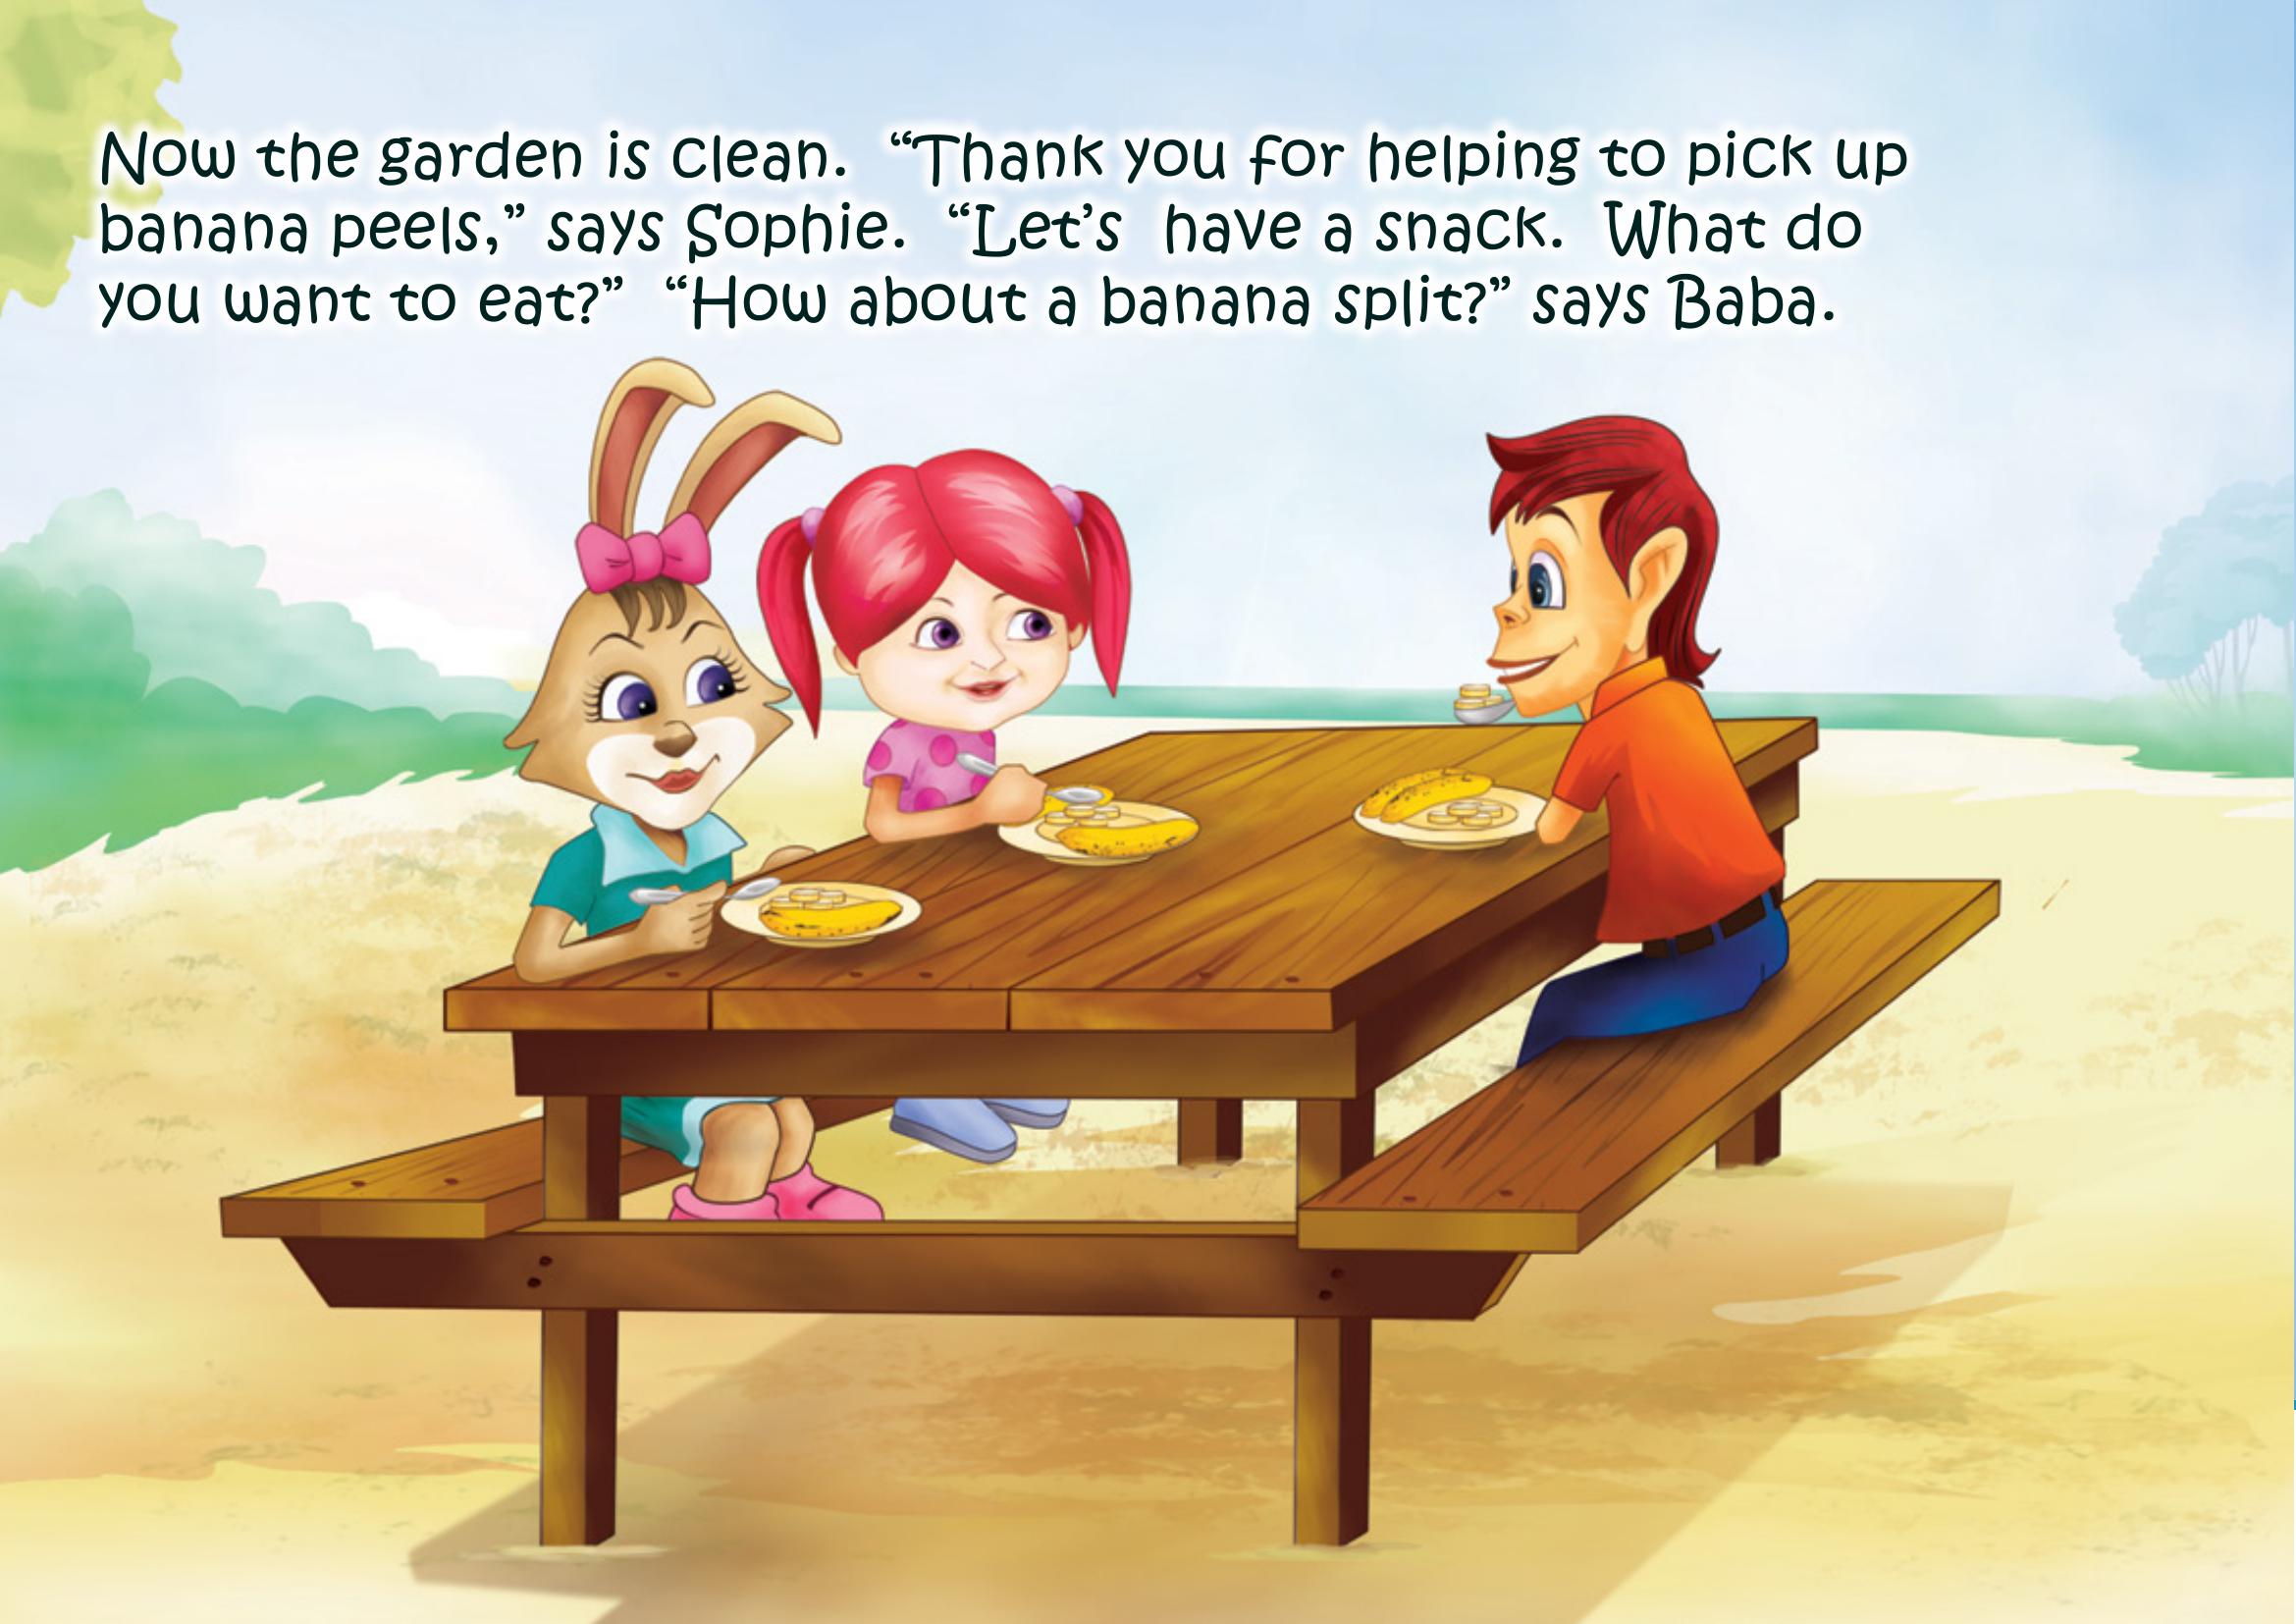 Now the garden is clean. “Thank you for helping to pick up
banana peels,” says Sophie. “Let’s have a snack. What do
you want to eat?” “How about a banana split?” says Baba.